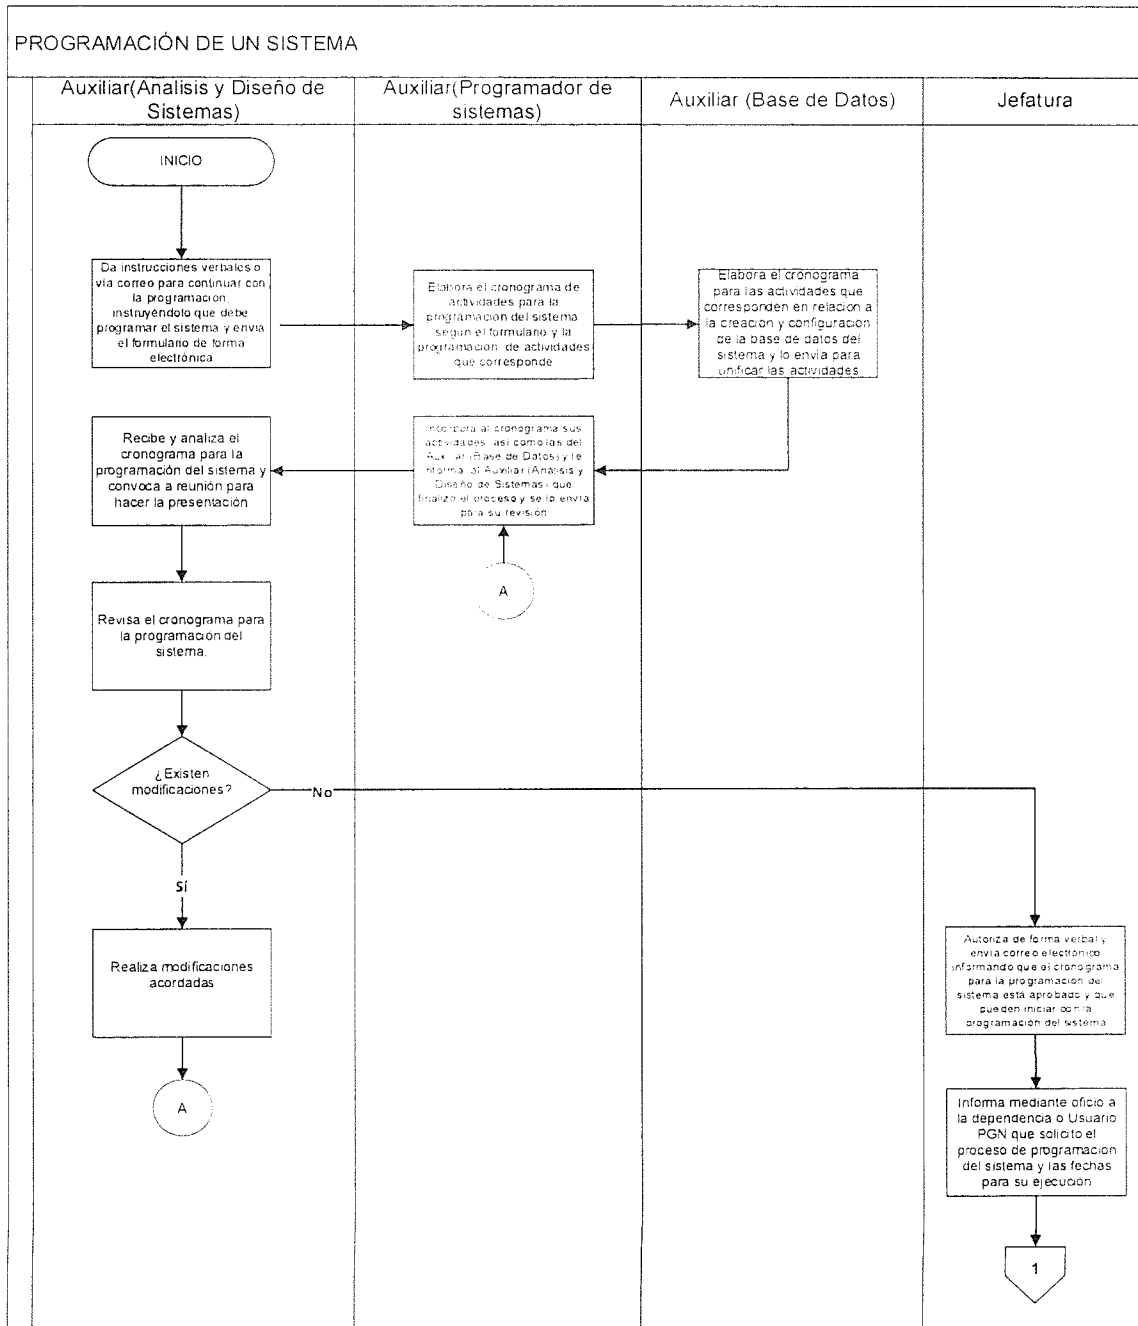 PROGRAMACIÓN DE UN SISTEMA
Auxiliar(Analisis y Diseño de
Sistemas)
Auxiliar(Programador de
sistemas)
Auxiliar (Base de Datos)
Jefatura
INICIO
Da instrucciones verbales o
vía correo para continuar con
la programación,
instruyéndolo que debe
programar el sistema y envía
el formulario de forma
electrónica
Elabora el cronograma de
actividades para la
programación del sistema
según el formulario y la
programación de actividades
que corresponde
Elabora el cronograma
para las actividades que
corresponden en relación a
la creación y configuración
de la base de datos del
sistema y lo envía para
unificar las actividades
Recibe y analiza el
cronograma para la
programación del sistema y
convoca a reunión para
hacer la presentación
Incorpora al cronograma sus
actividades, así como las del
Auxiliar (Base de Datos) y le
informa al Auxiliar (Análisis y
Diseño de Sistemas) que
finalizo el proceso y se lo envía
para su revisión
A
Revisa el cronograma para
la programación del
sistema.
¿Existen
modificaciones?
No
Sí
Realiza modificaciones
acordadas
A
Autoriza de forma verbal y
envía correo electrónico
informando que el cronograma
para la programación del
sistema está aprobado y que
pueden iniciar con la
programación del sistema
Informa mediante oficio a
la dependencia o Usuario
PGN que solicito el
proceso de programación
del sistema y las fechas
para su ejecución
1